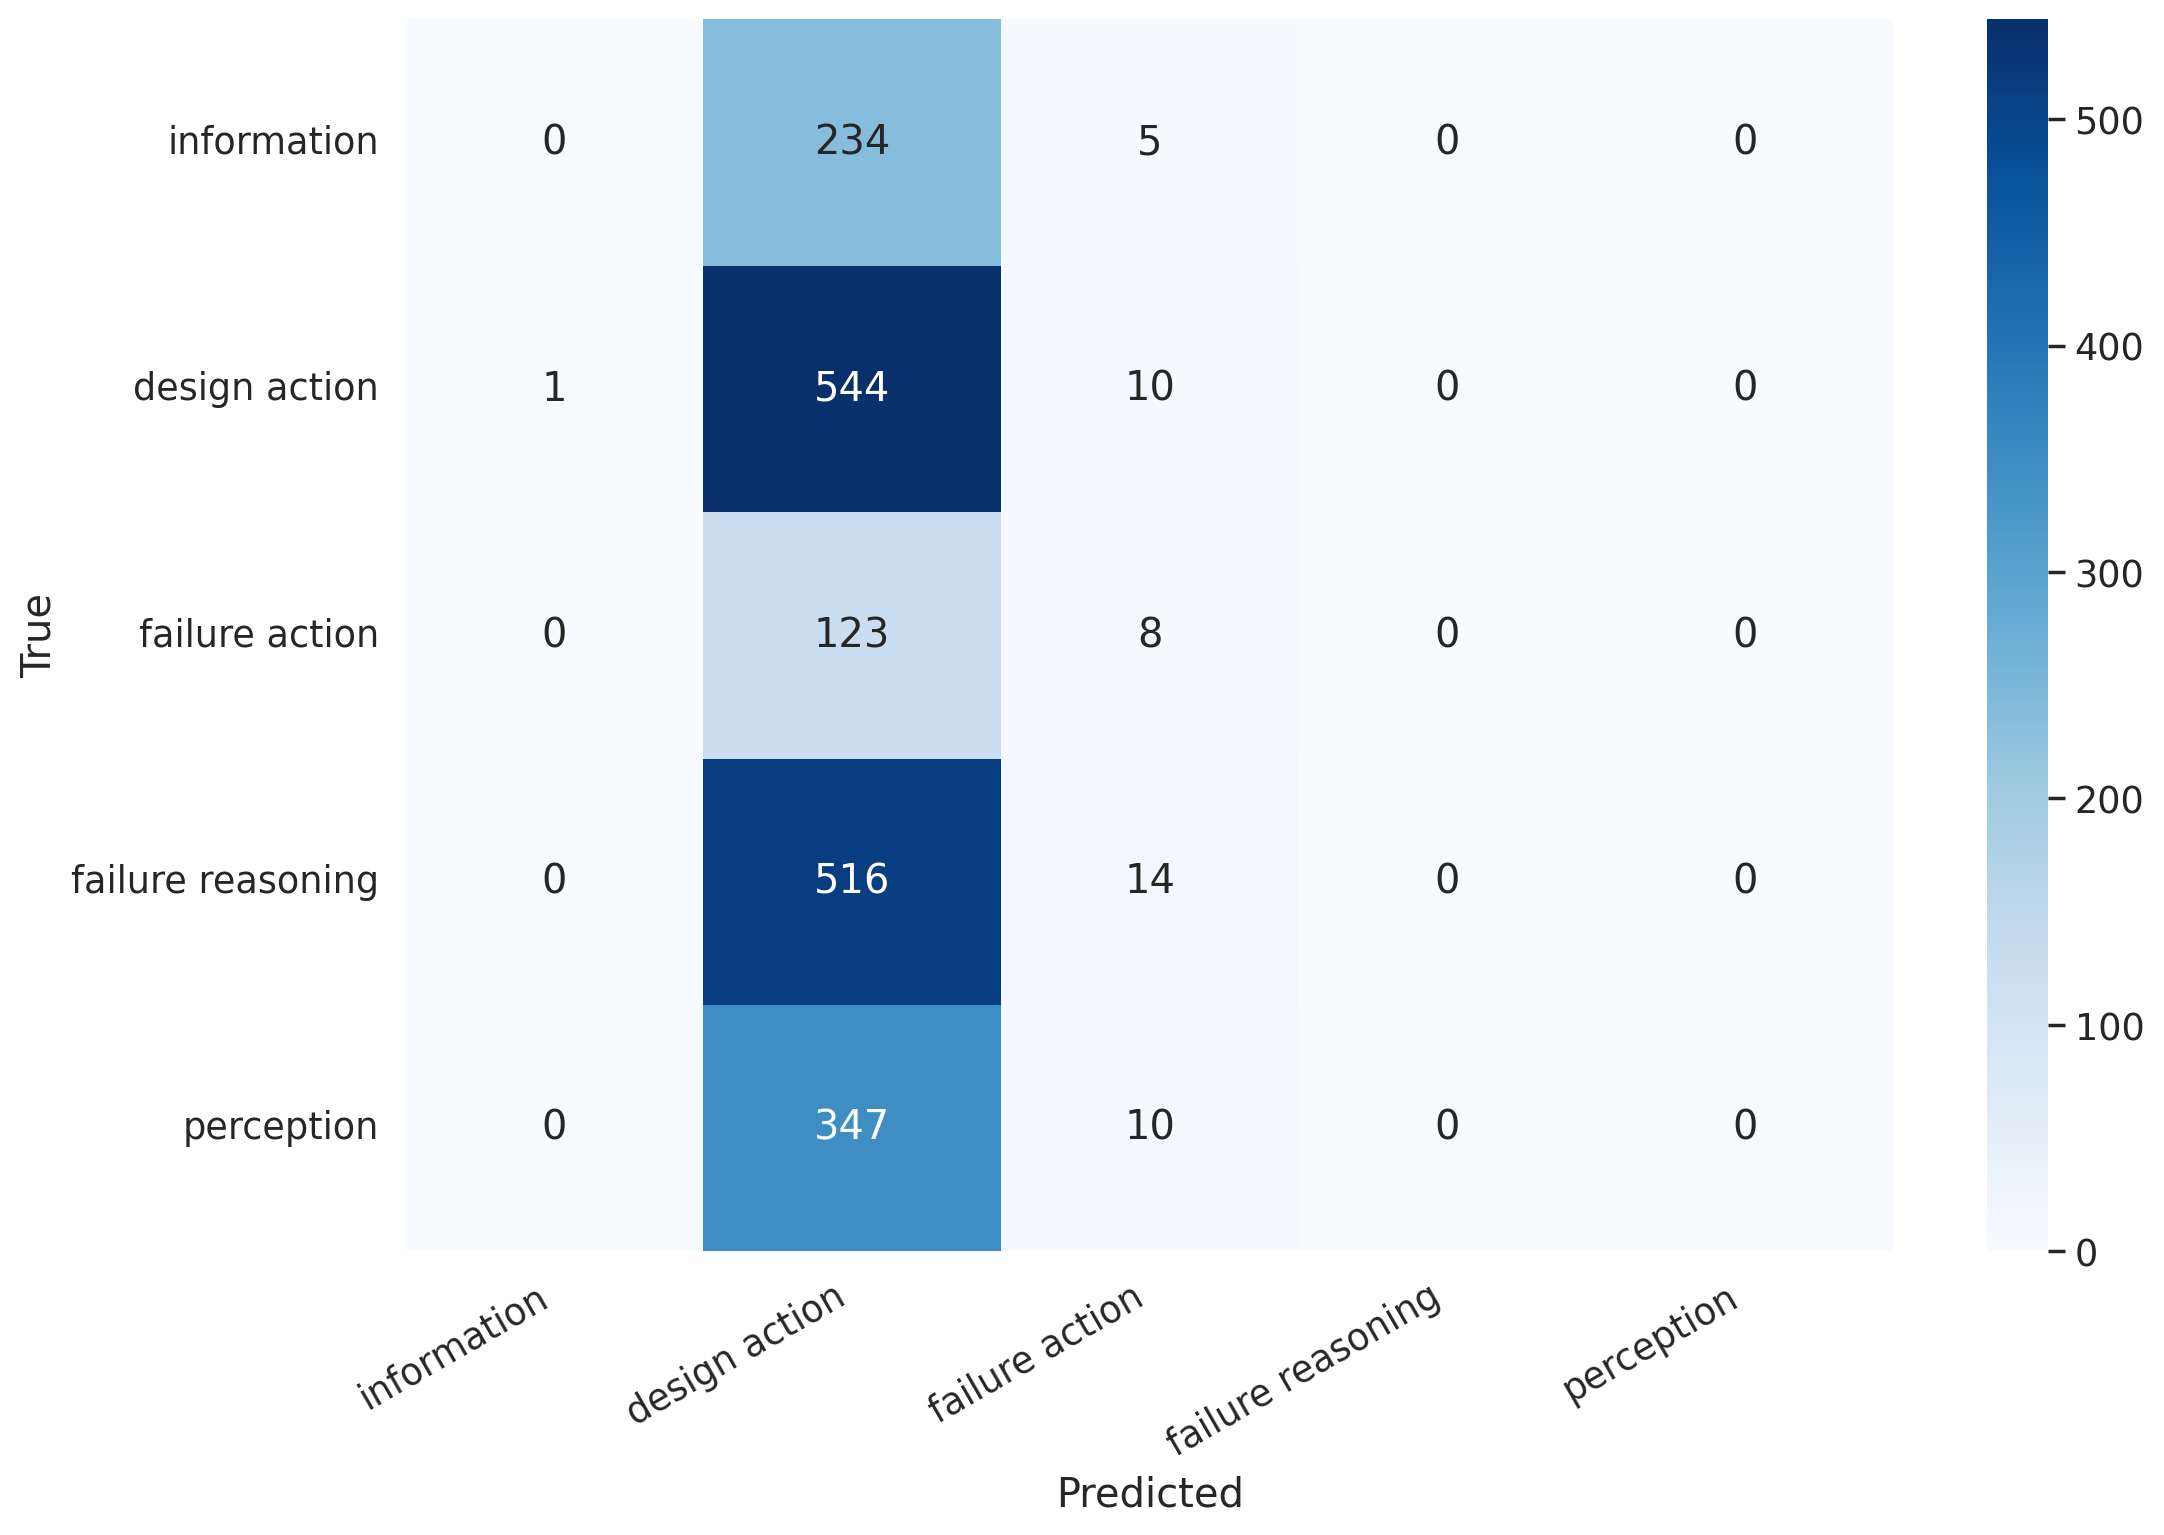 information 0 234 5 0 0
design action 1 544 10 0 0
failure action 0 123 8 0 0
failure reasoning 0 516 14 0 0
perception 0 347 10 0 0
True
information design action failure action failure reasoning perception
Predicted
500
400
300
200
100
0